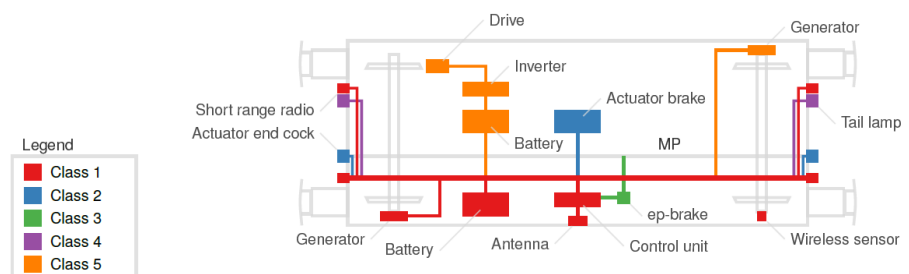 Drive
Generator
Inverter
Short range radio
Actuator brake
Tail lamp
Actuator end cock
Battery
MP
Legend
Class 1
Class 2
Class 3
Class 4
Class 5
Generator
Battery
Antenna
ep-brake
Control unit
Wireless sensor